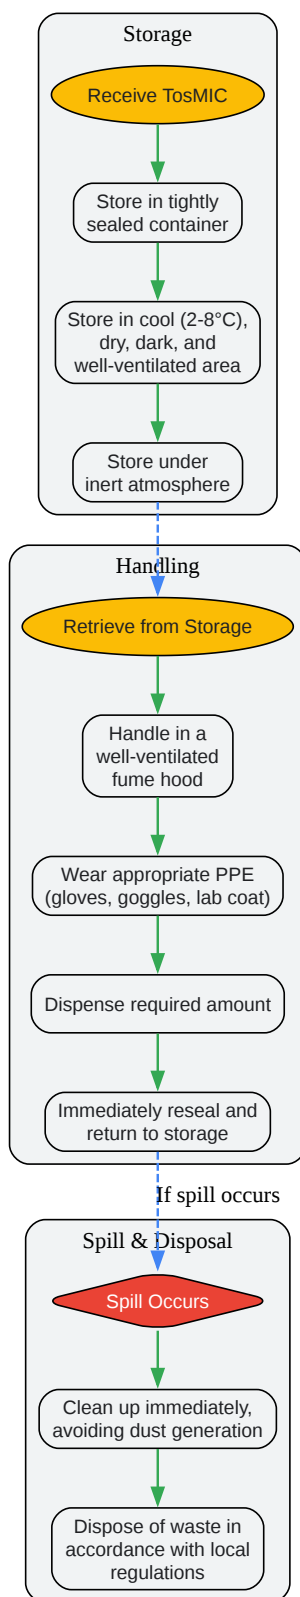 Storage
Receive TosMIC
Store in tightly
sealed container
Store in cool (2-8°C),
dry, dark, and
well-ventilated area
Store under
inert atmosphere
Handling
Retrieve from Storage
Handle in a
well-ventilated
fume hood
Wear appropriate PPE
(gloves, goggles, lab coat)
Dispense required amount
Immediately reseal and
return to storage
If spill occurs
Spill & Disposal
Spill Occurs
Clean up immediately,
avoiding dust generation
Dispose of waste in
accordance with local
regulations